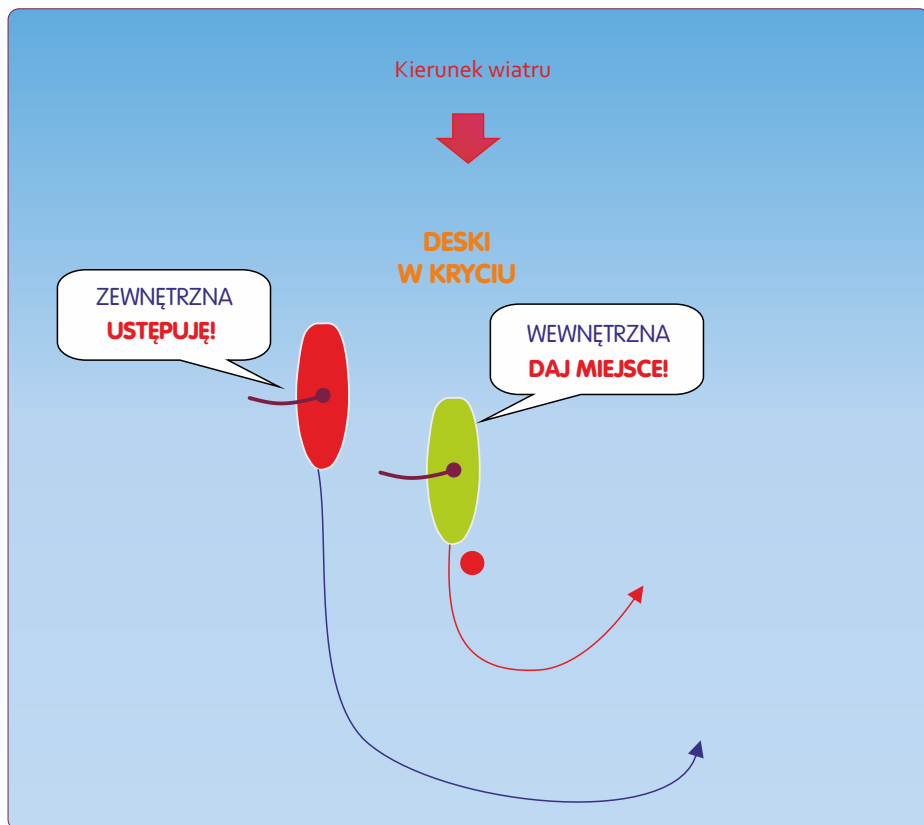 Kierunek wiatru
DESKI
W KRYCIU
ZEWNĘTRZNA
USTĘPUJĘ!
WEWNĘTRZNA
DAJ MIEJSCE!